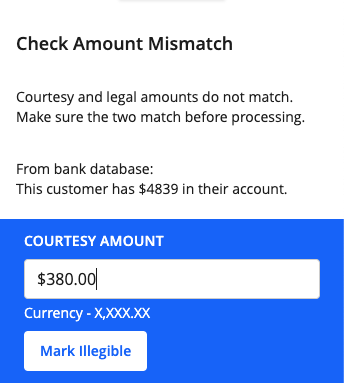 Check Amount Mismatch
Courtesy and legal amounts do not match.
Make sure the two match before processing.
From bank database:
This customer has $4839 in their account.
COURTESY AMOUNT
$380.00
Currency - X,XXX.XX
Mark Illegible